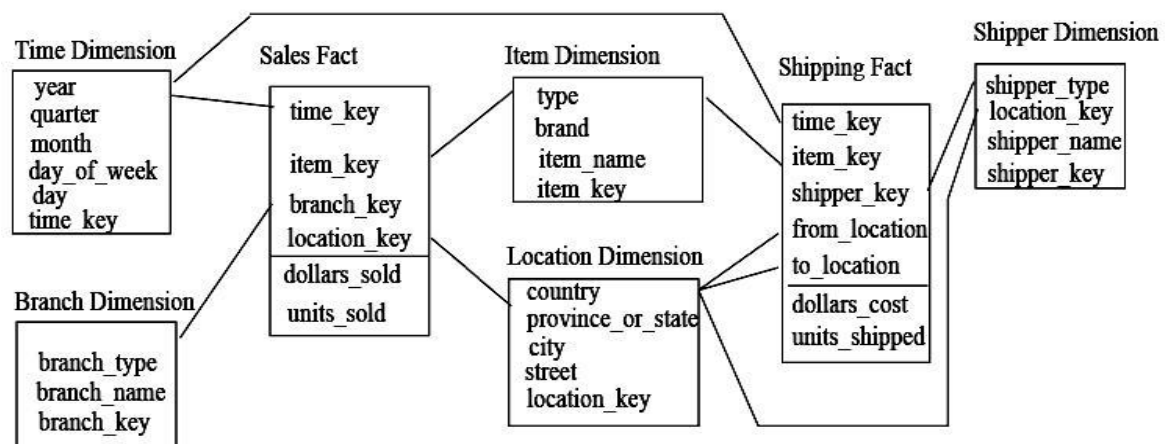 Time Dimension
year
quarter
month
day_of_week
day
time_key
Branch Dimension
branch_type
branch_name
branch_key
Sales Fact
time_key
item_key
branch_key
location_key
dollars_sold
units_sold
Item Dimension
type
brand
item_name
item_key
Location Dimension
country
province_or_state
city
street
location_key
Shipping Fact
time_key
item_key
shipper_key
from_location
to_location
dollars_cost
units_shipped
Shipper Dimension
shipper_type
location_key
shipper_name
shipper_key